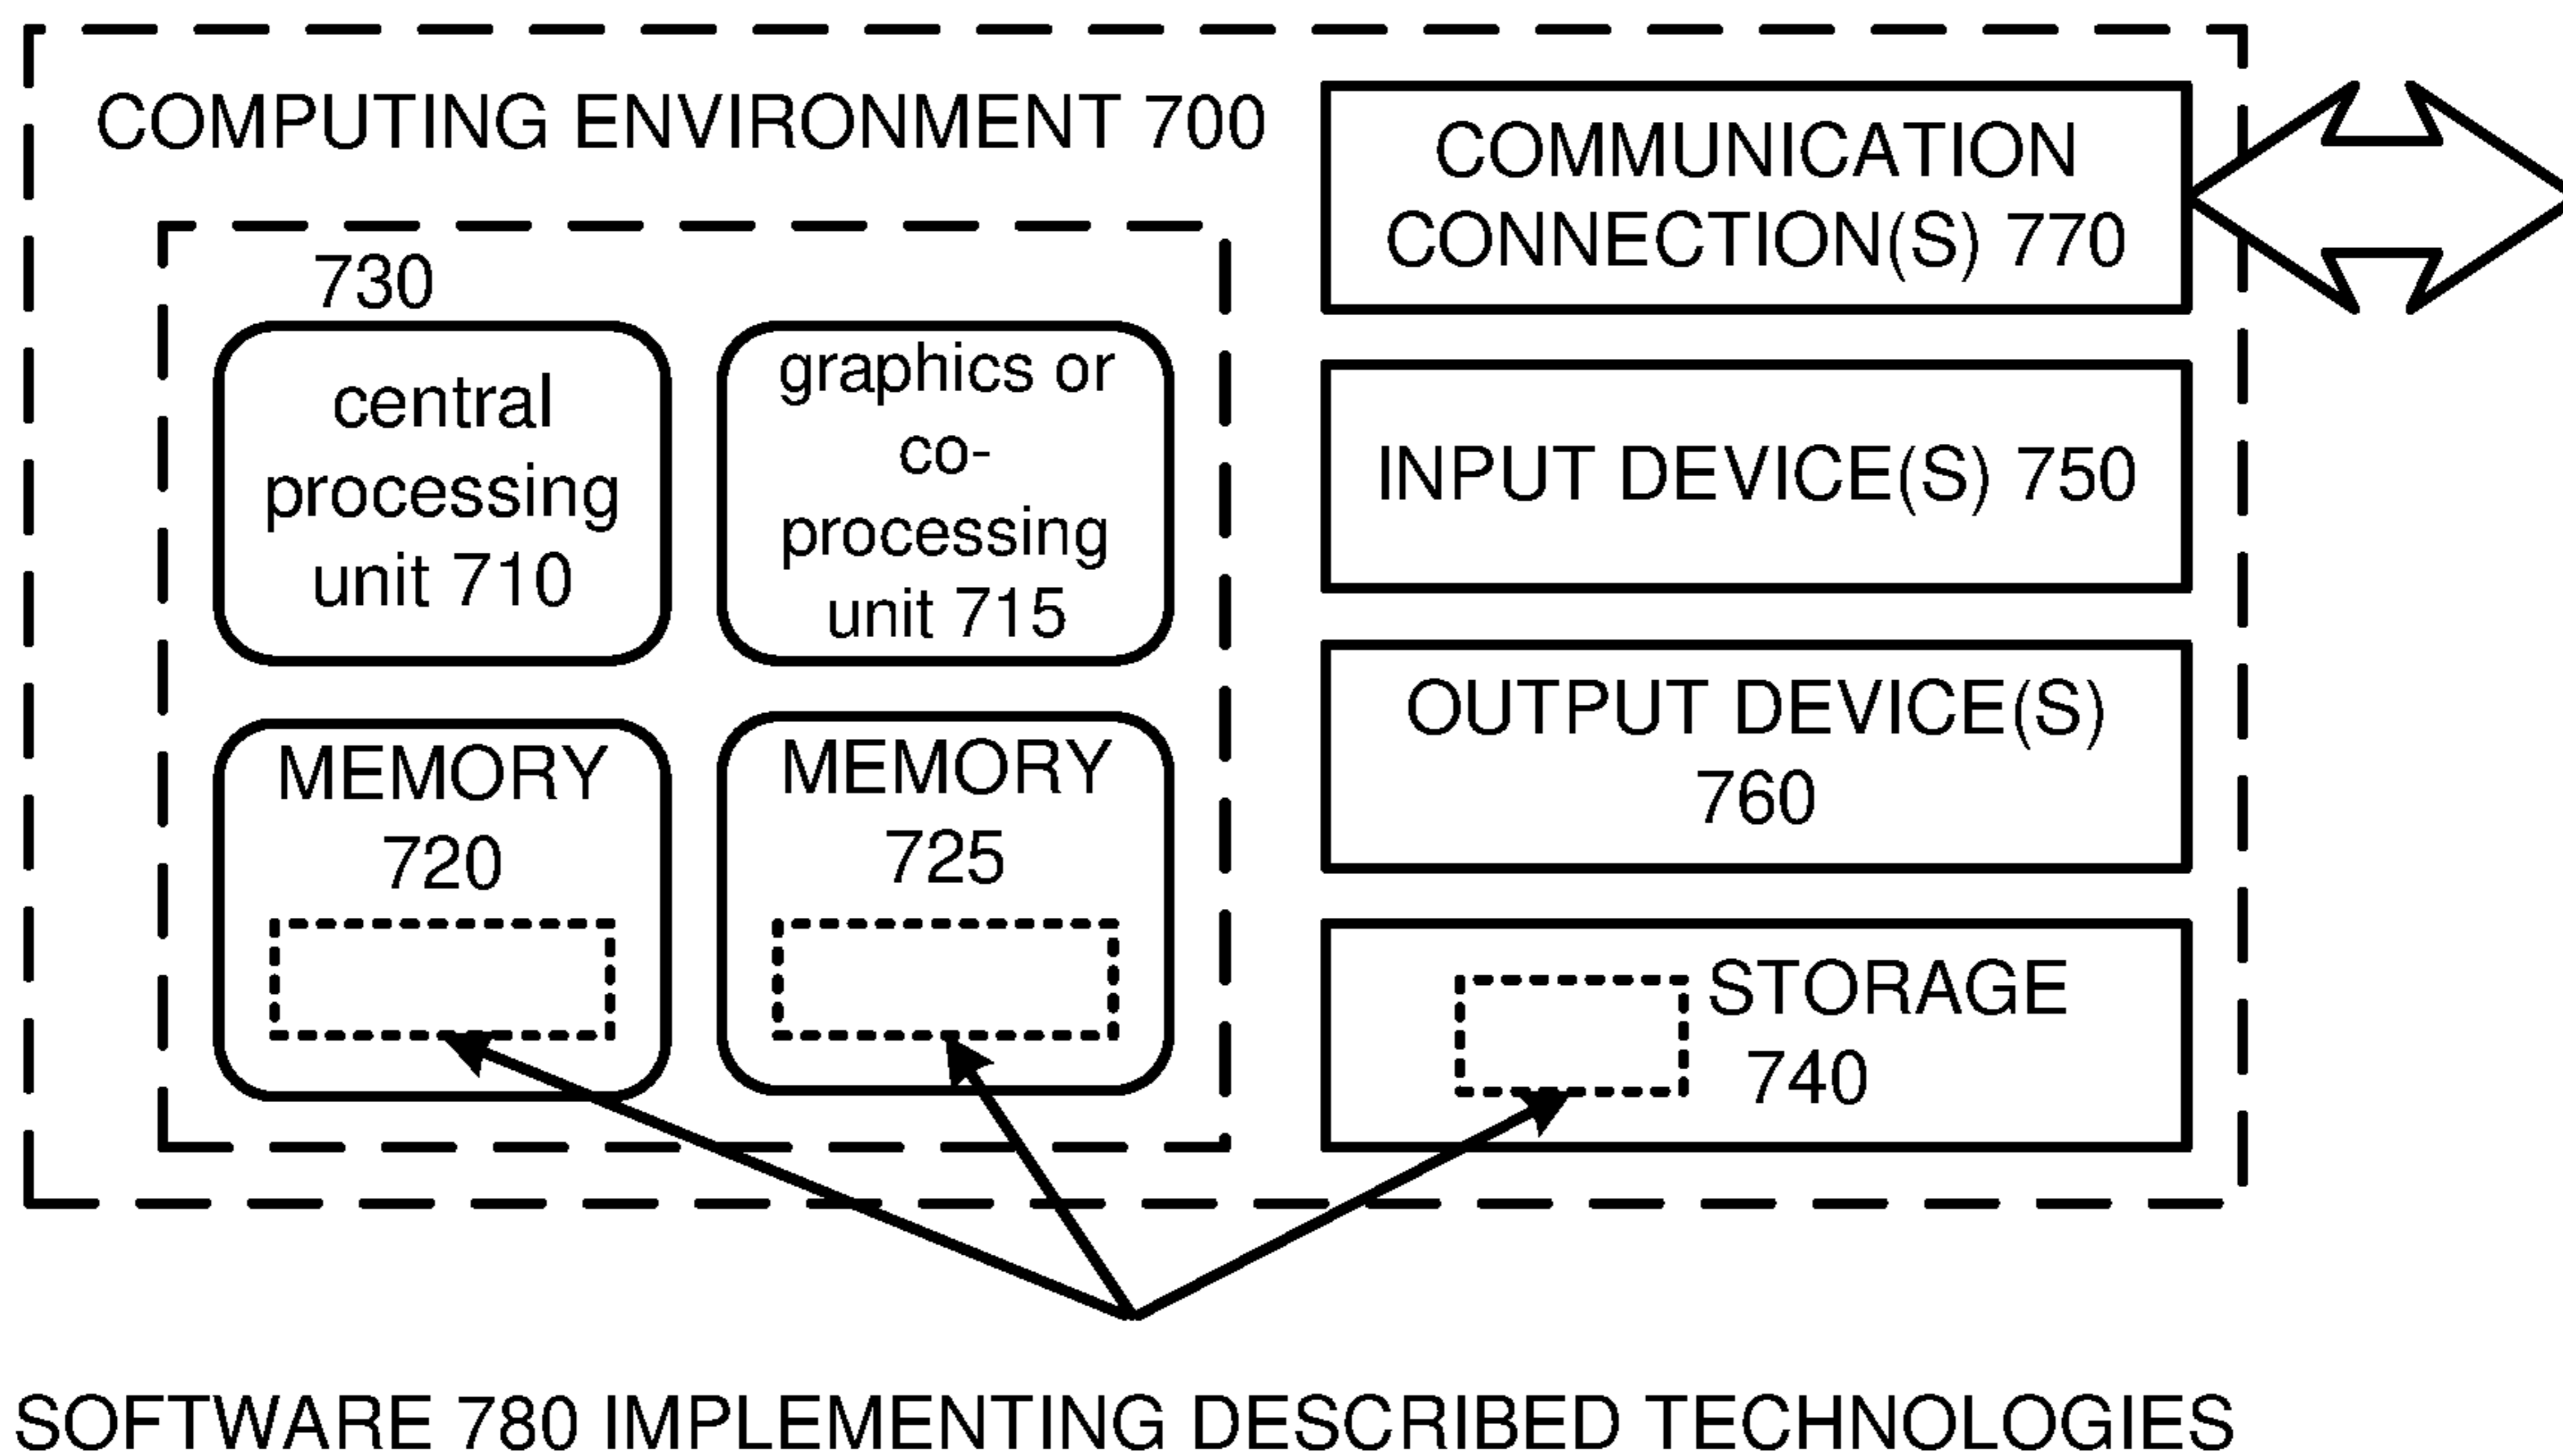 COMPUTING ENVIRONMENT 700
730
central
processing
unit 710
graphics or
co-
processing
unit 715
MEMORY
720
MEMORY
725
COMMUNICATION
CONNECTION(S) 770
INPUT DEVICE(S) 750
OUTPUT DEVICE(S)
760
STORAGE
740
SOFTWARE 780 IMPLEMENTING DESCRIBED TECHNOLOGIES